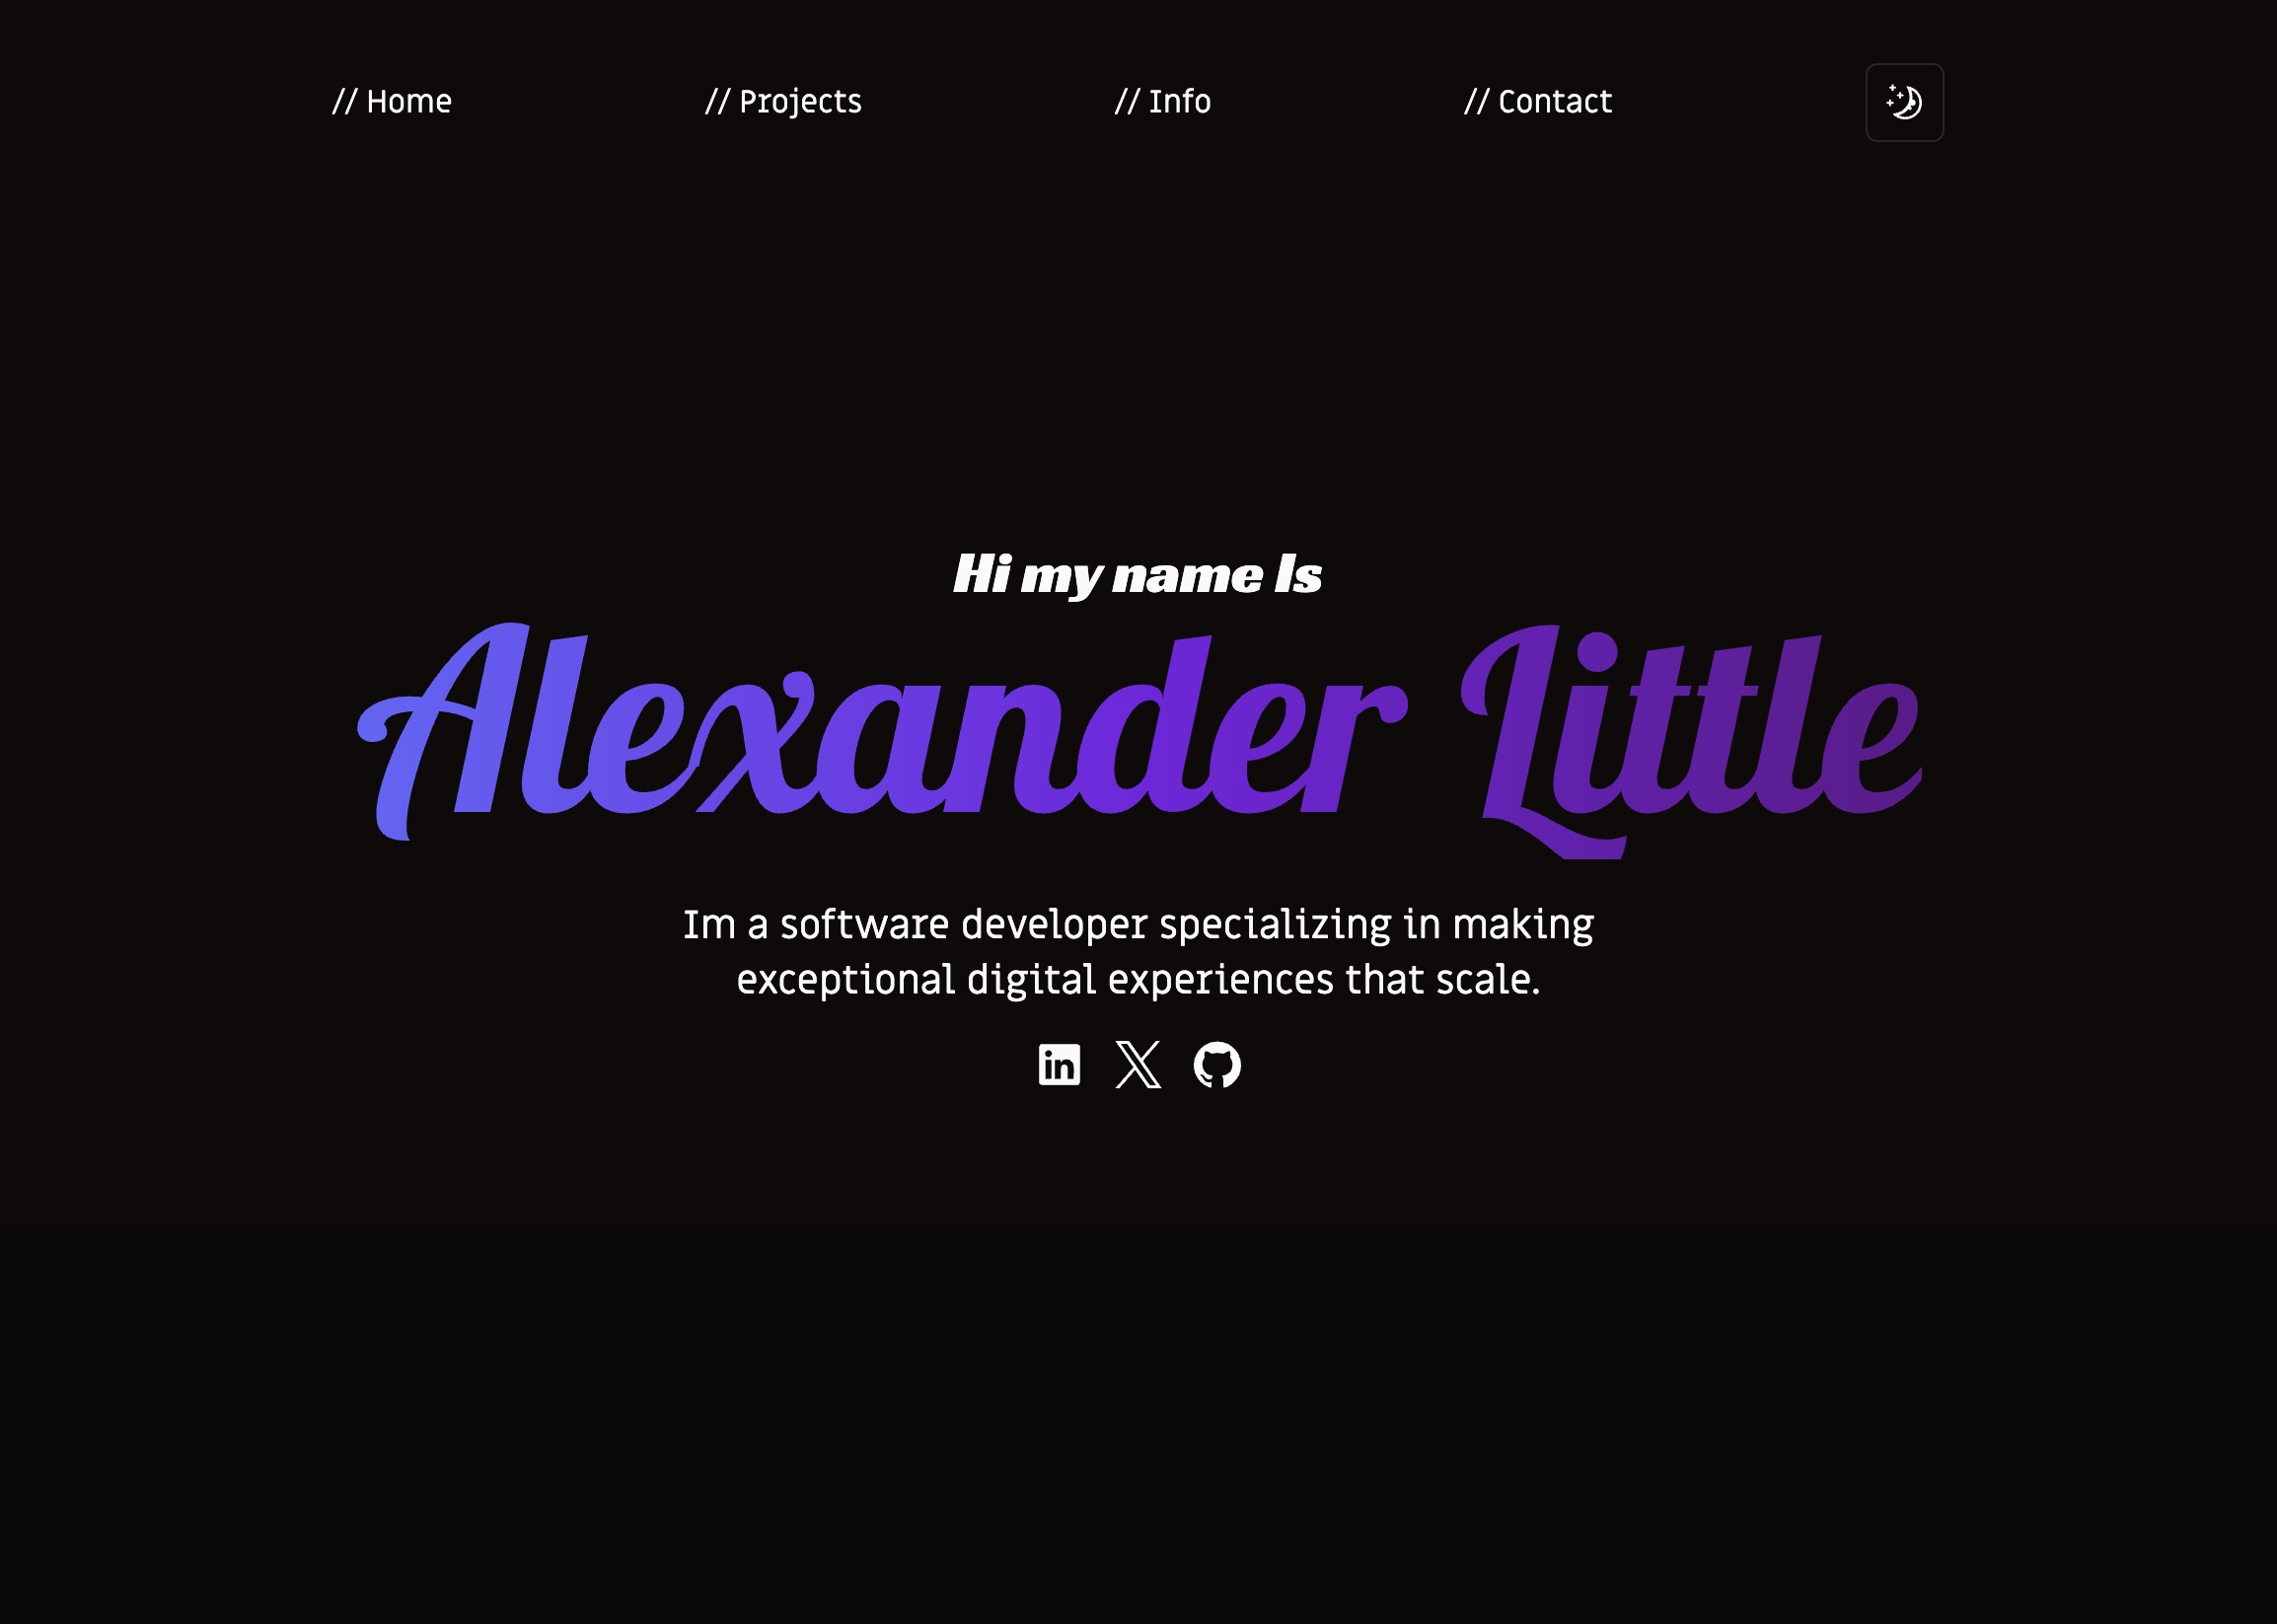 // Home // Projects // Info // Contact
Hi my name Is
Alexander Little
Im a software developer specializing in making
exceptional digital experiences that scale.
in